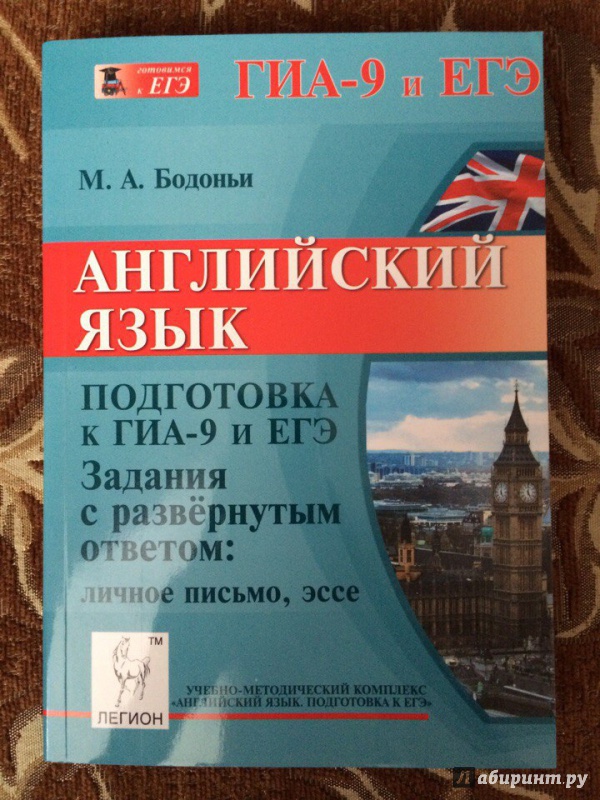 готовимся
к ЕГЭ
ГИА-9 и ЕГЭ
М. А. Бодоньи
АНГЛИЙСКИЙ
ЯЗЫК
ПОДГОТОВКА
К ГИА-9 И ЕГЭ
Задания
с развёрнутым
ответом:
личное письмо, эссе
TM
ЛЕГИОН
УЧЕБНО-МЕТОДИЧЕСКИЙ КОМПЛЕКС
«АНГЛИЙСКИЙ ЯЗЫК. ПОДГОТОВКА К ЕГЭ»
Лабиринт.ру